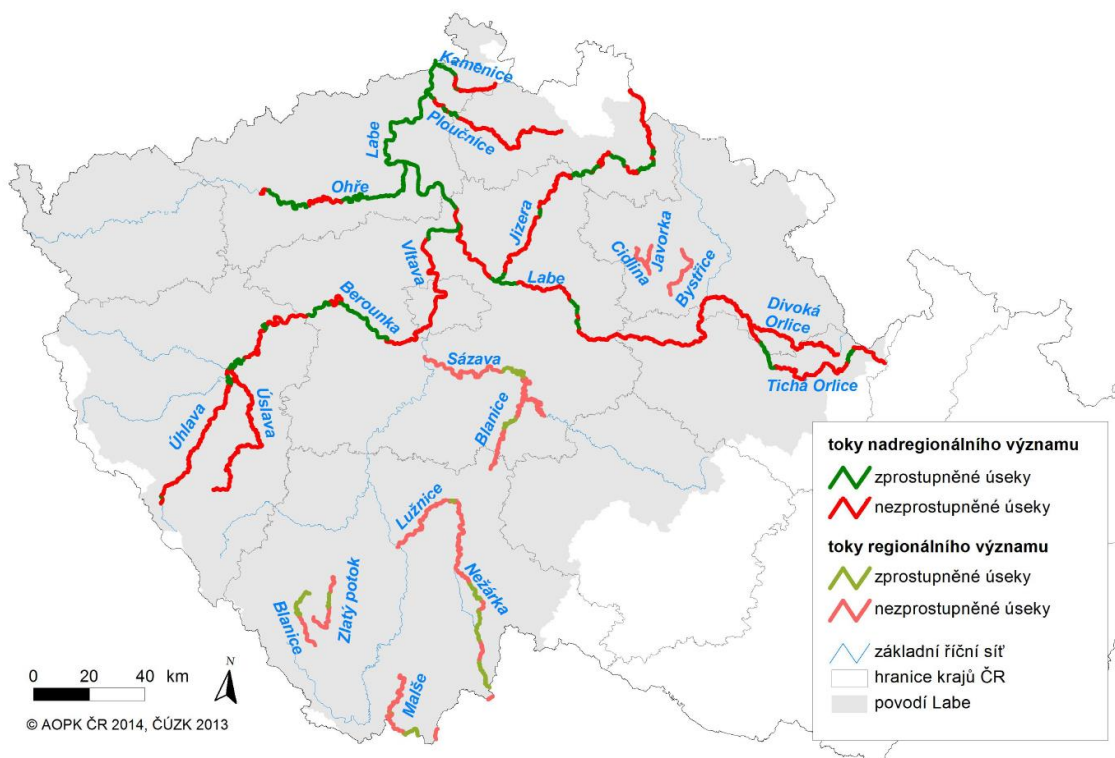 Kamenice
Labe
Ploučnice
Ohře
Jizera
Javorka
Cidlina
Bystřice
Vltava
Labe
Berounka
Divoká
Orlice
Tichá Orlice
Sázava
Blanice
Úhlava
Úslava
Lužnice
Nežárka
Zlatý potok
Blanice
Malše
0 20 40 km
N
© AOPK ČR 2014, ČÚZK 2013
toky nadregionálního významu
zprostupněné úseky
nezprostupněné úseky
toky regionálního významu
zprostupněné úseky
nezprostupněné úseky
základní říční síť
hranice krajů ČR
povodí Labe